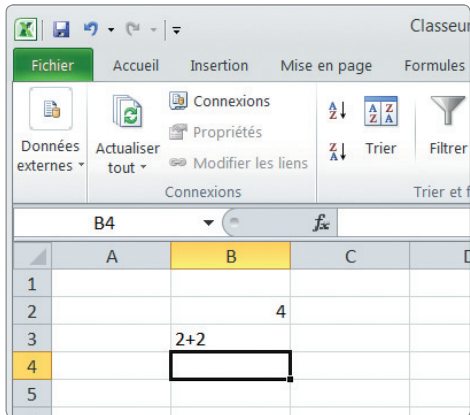 Classeur
Fichier Accueil Insertion Mise en page Formules
Données externes
Actualiser tout
Connexions
Propriétés
Modifier les liens
Connexions
A Z
Z A
A Z Z A
Trier
Filtrer
Trier et f
B4 fx
A B C
1
2 4
3 2+2
4
5